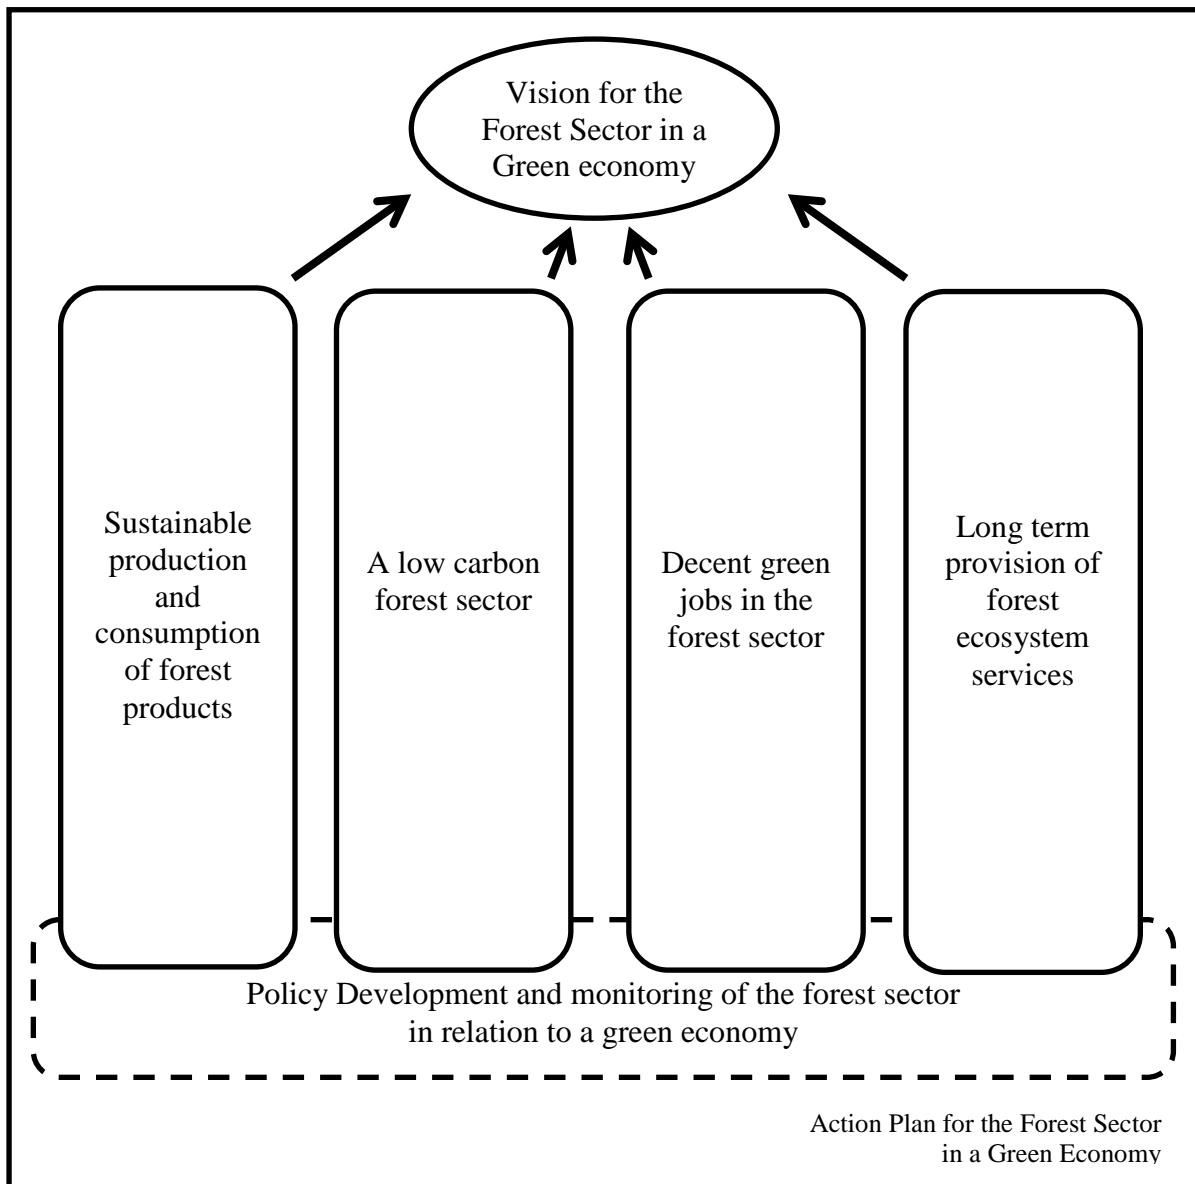 Vision for the
Forest Sector in a
Green economy
Sustainable
production
and
consumption
of forest
products
A low carbon
forest sector
Decent green
jobs in the
forest sector
Long term
provision of
forest
ecosystem
services
Policy Development and monitoring of the forest sector
in relation to a green economy
Action Plan for the Forest Sector
in a Green Economy